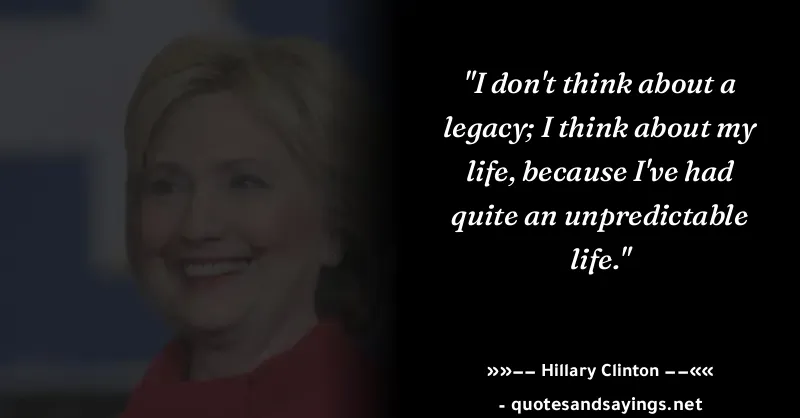 "I don't think about a
legacy; I think about my
life, because I've had
quite an unpredictable
life."
»»–– Hillary Clinton ––««
- quotesandsayings.net